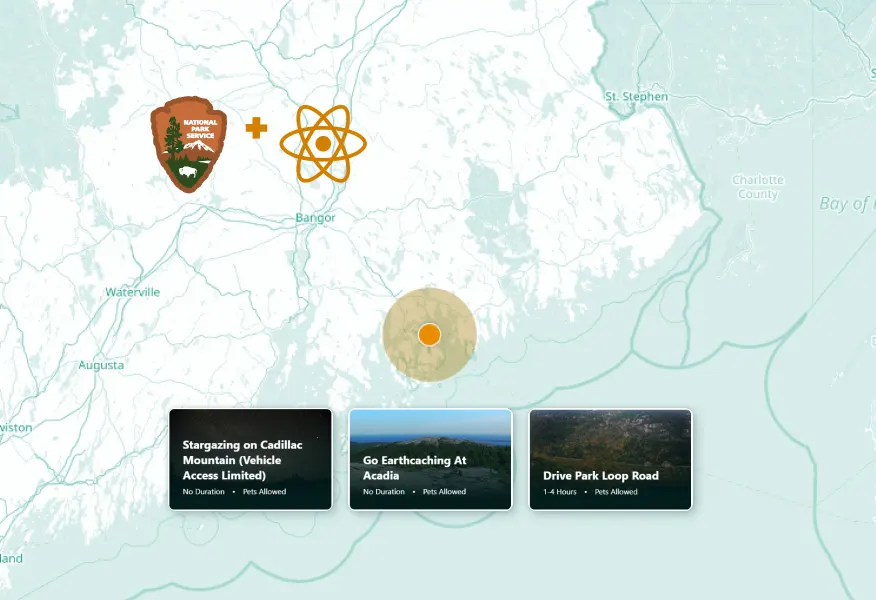 St. Stephen
NATIONAL
PARK
SERVICE
Charlotte
County
Bay of
Bangor
Waterville
Augusta
Stargazing on Cadillac
Mountain (Vehicle
Access Limited)
No Duration • Pets Allowed
Go Earthcaching At
Acadia
No Duration • Pets Allowed
Drive Park Loop Road
1-4 Hours • Pets Allowed